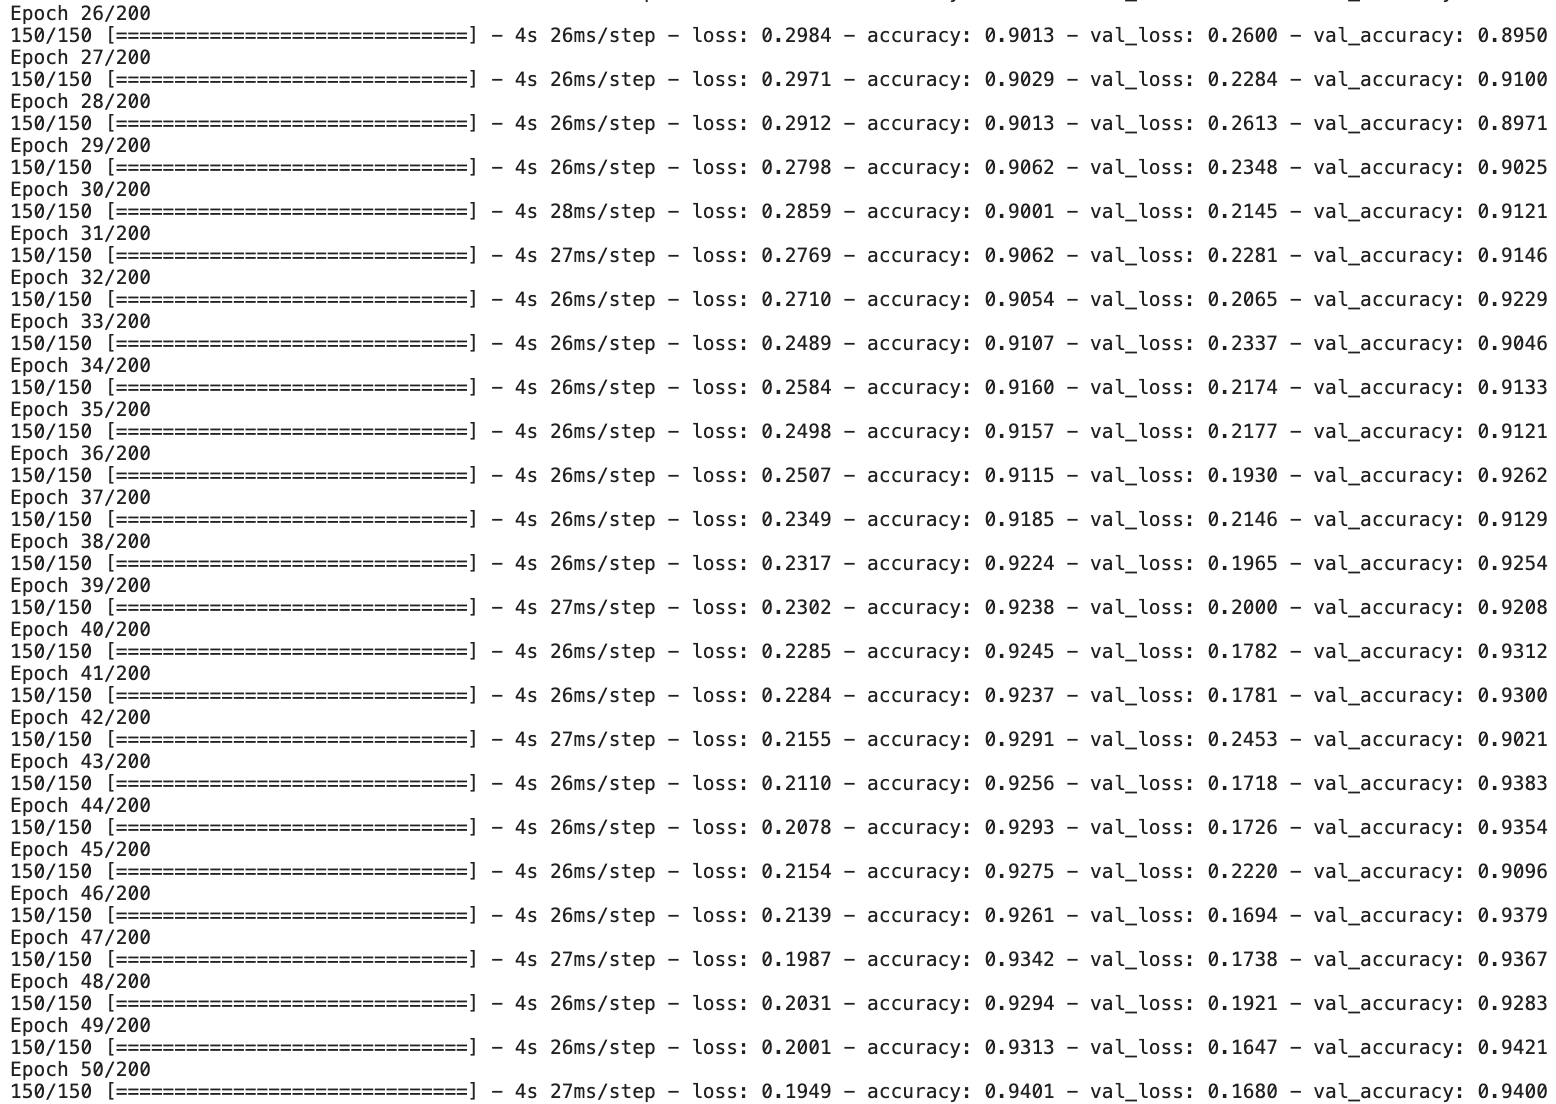 Epoch 26/200
150/150 [==============================] - 4s 26ms/step - loss: 0.2984 - accuracy: 0.9013 - val_loss: 0.2600 - val_accuracy: 0.8950
Epoch 27/200
150/150 [==============================] - 4s 26ms/step - loss: 0.2971 - accuracy: 0.9029 - val_loss: 0.2284 - val_accuracy: 0.9100
Epoch 28/200
150/150 [==============================] - 4s 26ms/step - loss: 0.2912 - accuracy: 0.9013 - val_loss: 0.2613 - val_accuracy: 0.8971
Epoch 29/200
150/150 [==============================] - 4s 26ms/step - loss: 0.2798 - accuracy: 0.9062 - val_loss: 0.2348 - val_accuracy: 0.9025
Epoch 30/200
150/150 [==============================] - 4s 28ms/step - loss: 0.2859 - accuracy: 0.9001 - val_loss: 0.2145 - val_accuracy: 0.9121
Epoch 31/200
150/150 [==============================] - 4s 27ms/step - loss: 0.2769 - accuracy: 0.9062 - val_loss: 0.2281 - val_accuracy: 0.9146
Epoch 32/200
150/150 [==============================] - 4s 26ms/step - loss: 0.2710 - accuracy: 0.9054 - val_loss: 0.2065 - val_accuracy: 0.9229
Epoch 33/200
150/150 [==============================] - 4s 26ms/step - loss: 0.2489 - accuracy: 0.9107 - val_loss: 0.2337 - val_accuracy: 0.9046
Epoch 34/200
150/150 [==============================] - 4s 26ms/step - loss: 0.2584 - accuracy: 0.9160 - val_loss: 0.2174 - val_accuracy: 0.9133
Epoch 35/200
150/150 [==============================] - 4s 26ms/step - loss: 0.2498 - accuracy: 0.9157 - val_loss: 0.2177 - val_accuracy: 0.9121
Epoch 36/200
150/150 [==============================] - 4s 26ms/step - loss: 0.2507 - accuracy: 0.9115 - val_loss: 0.1930 - val_accuracy: 0.9262
Epoch 37/200
150/150 [==============================] - 4s 26ms/step - loss: 0.2349 - accuracy: 0.9185 - val_loss: 0.2146 - val_accuracy: 0.9129
Epoch 38/200
150/150 [==============================] - 4s 26ms/step - loss: 0.2317 - accuracy: 0.9224 - val_loss: 0.1965 - val_accuracy: 0.9254
Epoch 39/200
150/150 [==============================] - 4s 27ms/step - loss: 0.2302 - accuracy: 0.9238 - val_loss: 0.2000 - val_accuracy: 0.9208
Epoch 40/200
150/150 [==============================] - 4s 26ms/step - loss: 0.2285 - accuracy: 0.9245 - val_loss: 0.1782 - val_accuracy: 0.9312
Epoch 41/200
150/150 [==============================] - 4s 26ms/step - loss: 0.2284 - accuracy: 0.9237 - val_loss: 0.1781 - val_accuracy: 0.9300
Epoch 42/200
150/150 [==============================] - 4s 27ms/step - loss: 0.2155 - accuracy: 0.9291 - val_loss: 0.2453 - val_accuracy: 0.9021
Epoch 43/200
150/150 [==============================] - 4s 26ms/step - loss: 0.2110 - accuracy: 0.9256 - val_loss: 0.1718 - val_accuracy: 0.9383
Epoch 44/200
150/150 [==============================] - 4s 26ms/step - loss: 0.2078 - accuracy: 0.9293 - val_loss: 0.1726 - val_accuracy: 0.9354
Epoch 45/200
150/150 [==============================] - 4s 26ms/step - loss: 0.2154 - accuracy: 0.9275 - val_loss: 0.2220 - val_accuracy: 0.9096
Epoch 46/200
150/150 [==============================] - 4s 26ms/step - loss: 0.2139 - accuracy: 0.9261 - val_loss: 0.1694 - val_accuracy: 0.9379
Epoch 47/200
150/150 [==============================] - 4s 27ms/step - loss: 0.1987 - accuracy: 0.9342 - val_loss: 0.1738 - val_accuracy: 0.9367
Epoch 48/200
150/150 [==============================] - 4s 26ms/step - loss: 0.2031 - accuracy: 0.9294 - val_loss: 0.1921 - val_accuracy: 0.9283
Epoch 49/200
150/150 [==============================] - 4s 26ms/step - loss: 0.2001 - accuracy: 0.9313 - val_loss: 0.1647 - val_accuracy: 0.9421
Epoch 50/200
150/150 [==============================] - 4s 27ms/step - loss: 0.1949 - accuracy: 0.9401 - val_loss: 0.1680 - val_accuracy: 0.9400